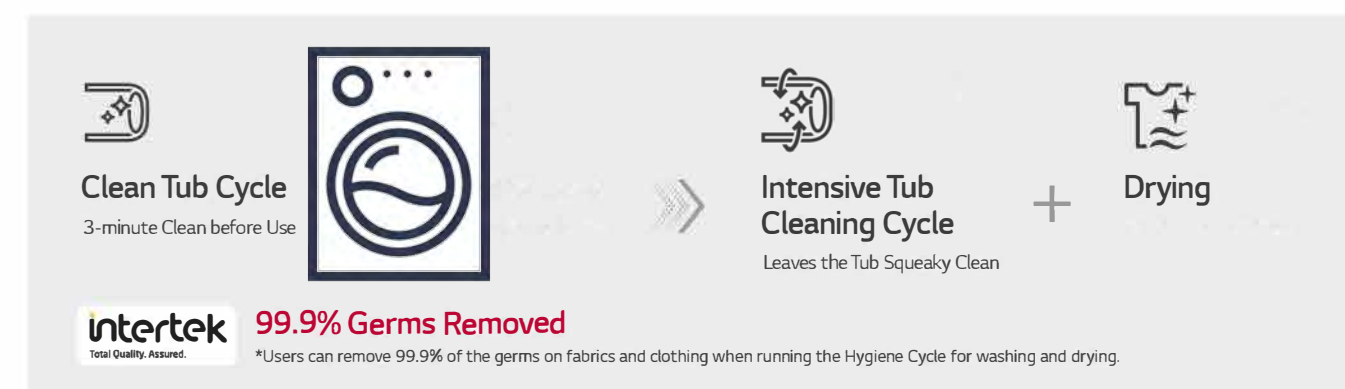 Clean Tub Cycle
3-minute Clean before Use
Intensive Tub
Cleaning Cycle
Leaves the Tub Squeaky Clean
+
Drying
intertek
Total Quality. Assured.
99.9% Germs Removed
*Users can remove 99.9% of the germs on fabrics and clothing when running the Hygiene Cycle for washing and drying.